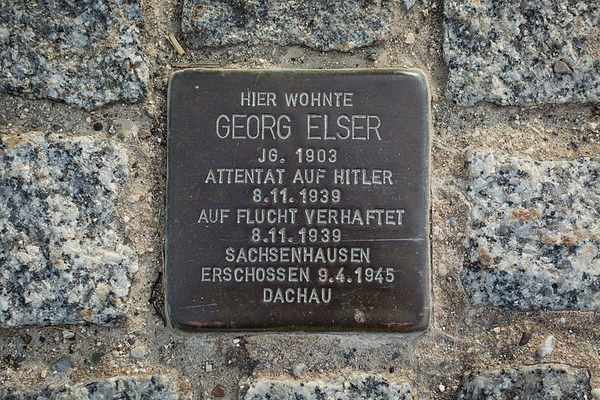 HIER WOHNTE
GEORG ELSER
JG. 1903
ATTENTAT AUF HITLER
8.11.1939
AUF FLUCHT VERHAFTET
8.11.1939
SACHSENHAUSEN
ERSCHOSSEN 9.4.1945
DACHAU